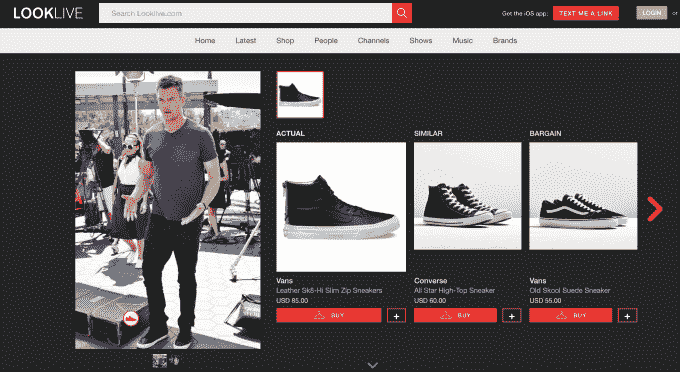 LOOKLIVE
Search Looklive.com
Get the iOS app:
TEXT ME A LINK
LOGIN
or
Home Latest Shop People Channels Shows Music Brands
ACTUAL
SIMILAR
BARGAIN
Vans
Leather Sk8-Hi Slim Zip Sneakers
USD 65.00
BUY
+
Converse
All Star High-Top Sneaker
USD 60.00
BUY
+
Vans
Old Skool Suede Sneaker
USD 55.00
BUY
+